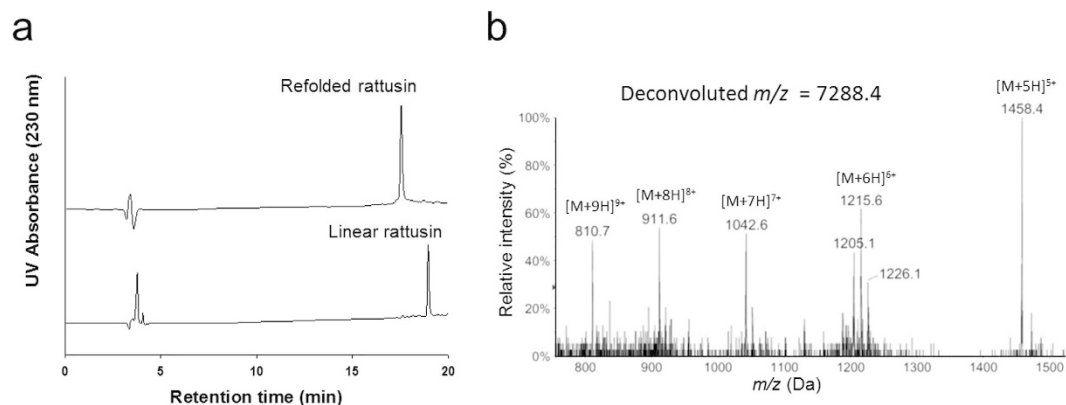 a
UV Absorbance (230 nm)
Refolded rattusin
Linear rattusin
0 5 10 15 20
Retention time (min)
b
Deconvoluted m/z = 7288.4
[M+5H]⁵⁺
1458.4
[M+6H]⁶⁺
1215.6
1205.1
1226.1
[M+7H]⁷⁺
1042.6
[M+8H]⁸⁺
911.6
[M+9H]⁹⁺
810.7
Relative intensity (%)
100%
80%
60%
40%
20%
0%
800 900 1000 1100 1200 1300 1400 1500
m/z (Da)